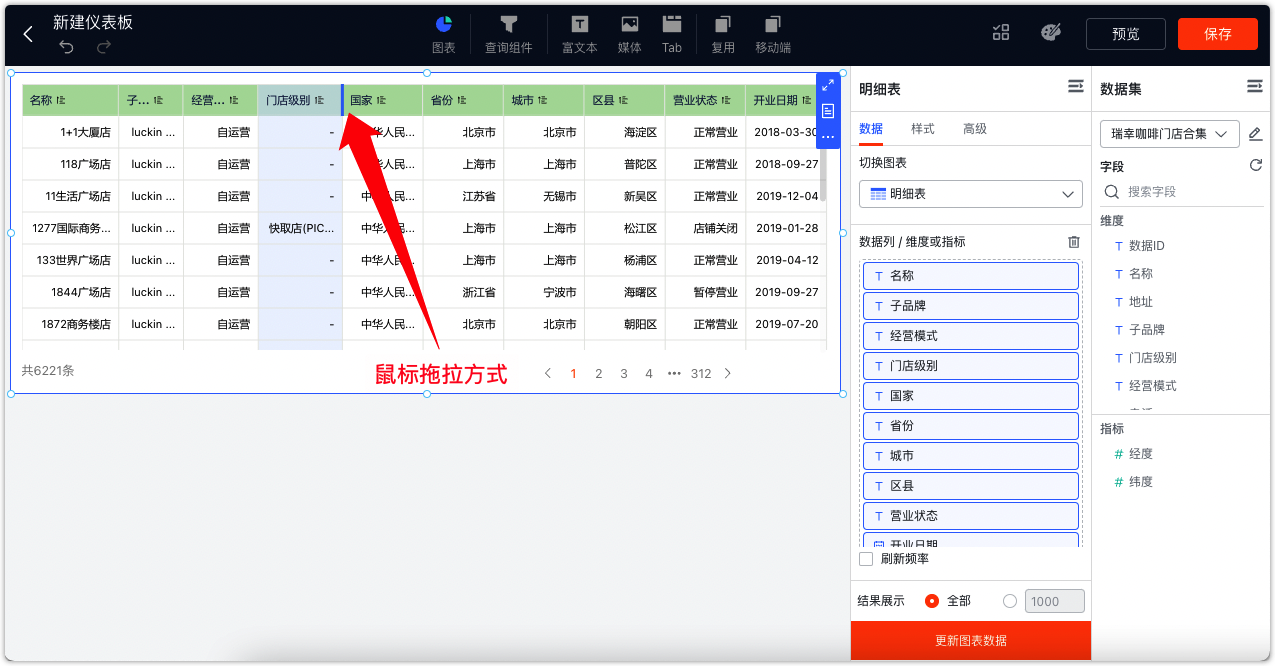 新建仪表板
图表 查询组件 富文本 媒体 Tab 复用 移动端
预览 保存
名称 子... 经营... 门店级别 国家 省份 城市 区县 营业状态 开业日期
1+1大厦店 luckin ... 自运营 - 中华人民... 北京市 北京市 海淀区 正常营业 2018-03-30
118广场店 luckin ... 自运营 - 上海市 上海市 普陀区 正常营业 2018-09-27
11生活广场店 luckin ... 自运营 - 中华人民... 江苏省 无锡市 新吴区 正常营业 2019-12-04
1277国际商务... luckin ... 自运营 快取店(PIC... 中华人民... 上海市 上海市 松江区 店铺关闭 2019-01-28
133世界广场店 luckin ... 自运营 - 中华人民... 上海市 上海市 杨浦区 正常营业 2019-04-12
1844广场店 luckin ... 自运营 - 中华人民... 浙江省 宁波市 海曙区 暂停营业 2019-09-27
1872商务楼店 luckin ... 自运营 - 中华人民... 北京市 北京市 朝阳区 正常营业 2019-07-20
共6221条
鼠标拖拉方式
1 2 3 4 ••• 312
明细表
数据 样式 高级
切换图表
明细表
数据列 / 维度或指标
T 名称
T 子品牌
T 经营模式
T 门店级别
T 国家
T 省份
T 城市
T 区县
T 营业状态
开业日期
刷新频率
结果展示 全部 1000
更新图表数据
数据集
瑞幸咖啡门店合集
字段
搜索字段
维度
T 数据ID
T 名称
T 地址
T 子品牌
T 门店级别
T 经营模式
指标
# 经度
# 纬度